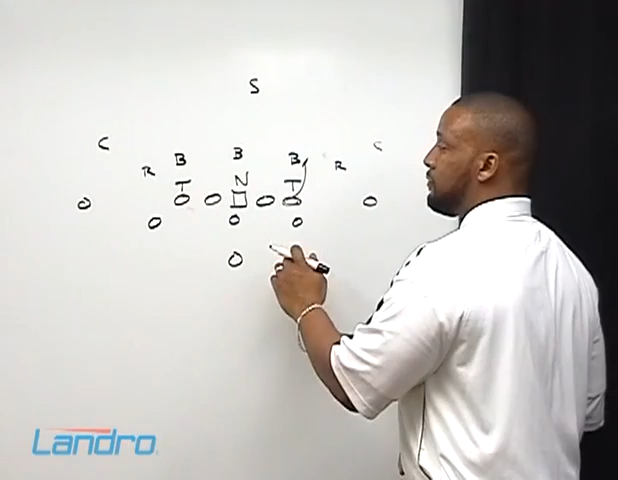 S
C B B B C
R R
T N T
O O O O O O
O O O
O
Landro